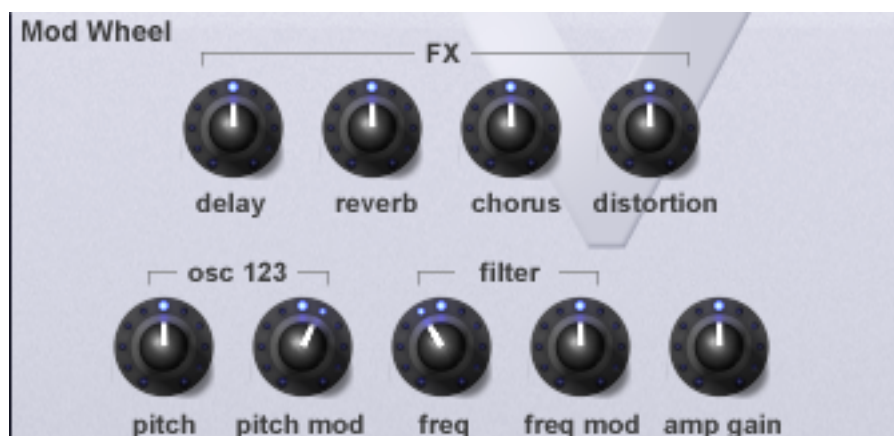 Mod Wheel
FX
delay reverb chorus distortion
osc 123 filter
pitch pitch mod freq freq mod amp gain